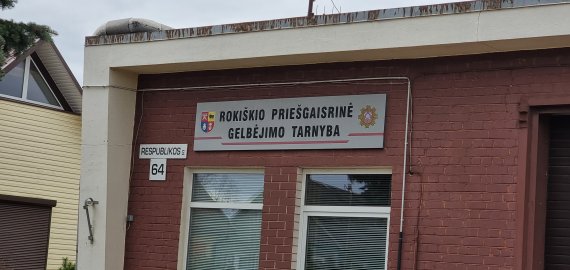 ROKIŠKIO PRIEŠGAISRINĖ
GELBĖJIMO TARNYBA
RESPUBLIKOS g.
64